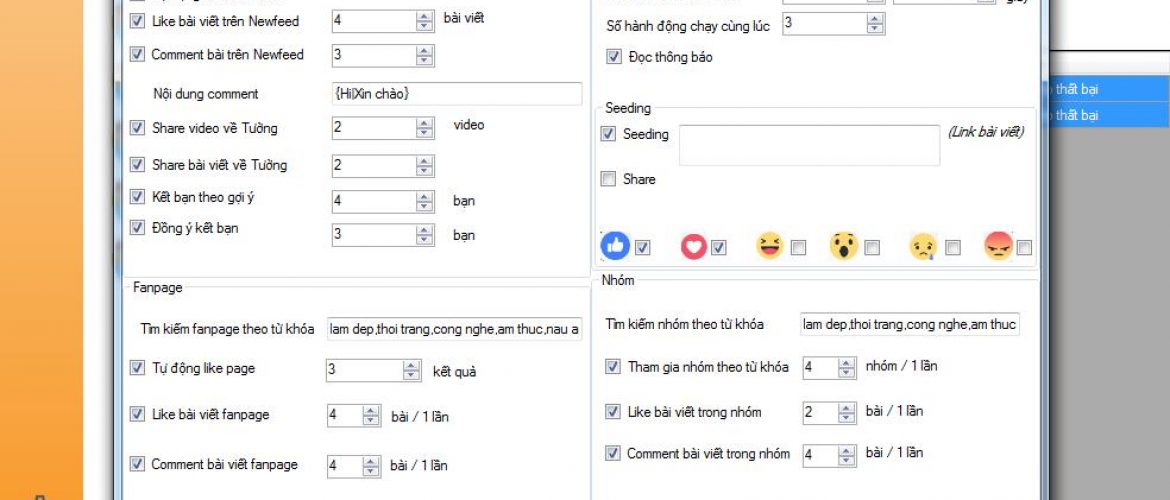 Like bài viết trên Newfeed 4 bài viết
Comment bài trên Newfeed 3
Nội dung comment {Hi|Xin chào}
Share video về Tường 2 video
Share bài viết về Tường 2
Kết bạn theo gợi ý 4 bạn
Đồng ý kết bạn 3 bạn
Số hành động chạy cùng lúc 3
Đọc thông báo
Seeding
Seeding (Link bài viết)
Share
Fanpage
Tìm kiếm fanpage theo từ khóa lam dep,thoi trang,cong nghe,am thuc,nau a
Tự động like page 3 kết quả
Like bài viết fanpage 4 bài / 1 lần
Comment bài viết fanpage 4 bài / 1 lần
Nhóm
Tìm kiếm nhóm theo từ khóa lam dep,thoi trang,cong nghe,am thuc
Tham gia nhóm theo từ khóa 4 nhóm / 1 lần
Like bài viết trong nhóm 2 bài / 1 lần
Comment bài viết trong nhóm 4 bài / 1 lần
thất bại
thất bại